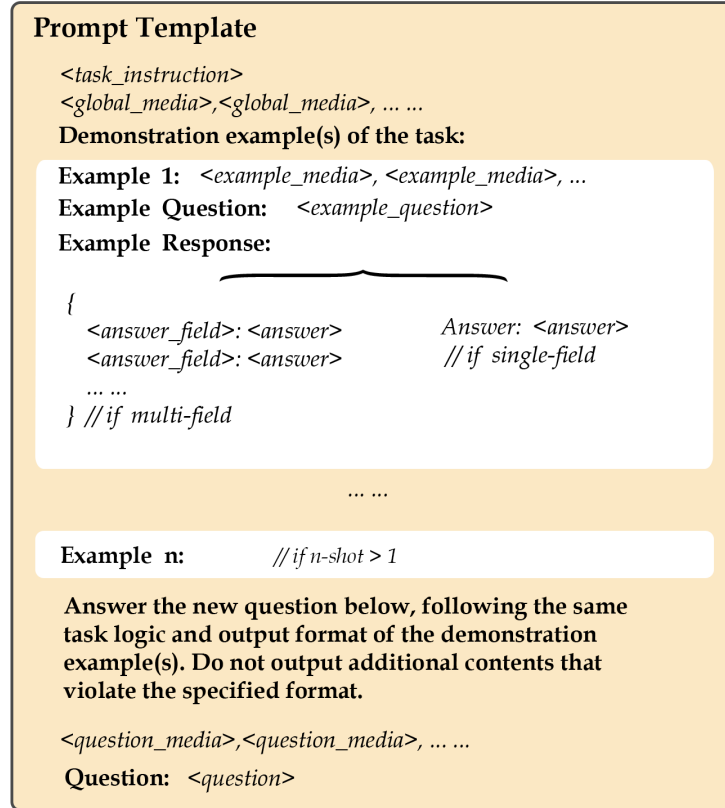 Prompt Template
<task_instruction>
<global_media>,<global_media>, ... ...
Demonstration example(s) of the task:
Example 1: <example_media>, <example_media>, ...
Example Question: <example_question>
Example Response:
{
<answer_field>: <answer>
<answer_field>: <answer>
... ...
} // if multi-field
Answer: <answer>
// if single-field
... ...
Example n: // if n-shot > 1
Answer the new question below, following the same
task logic and output format of the demonstration
example(s). Do not output additional contents that
violate the specified format.
<question_media>,<question_media>, ... ...
Question: <question>